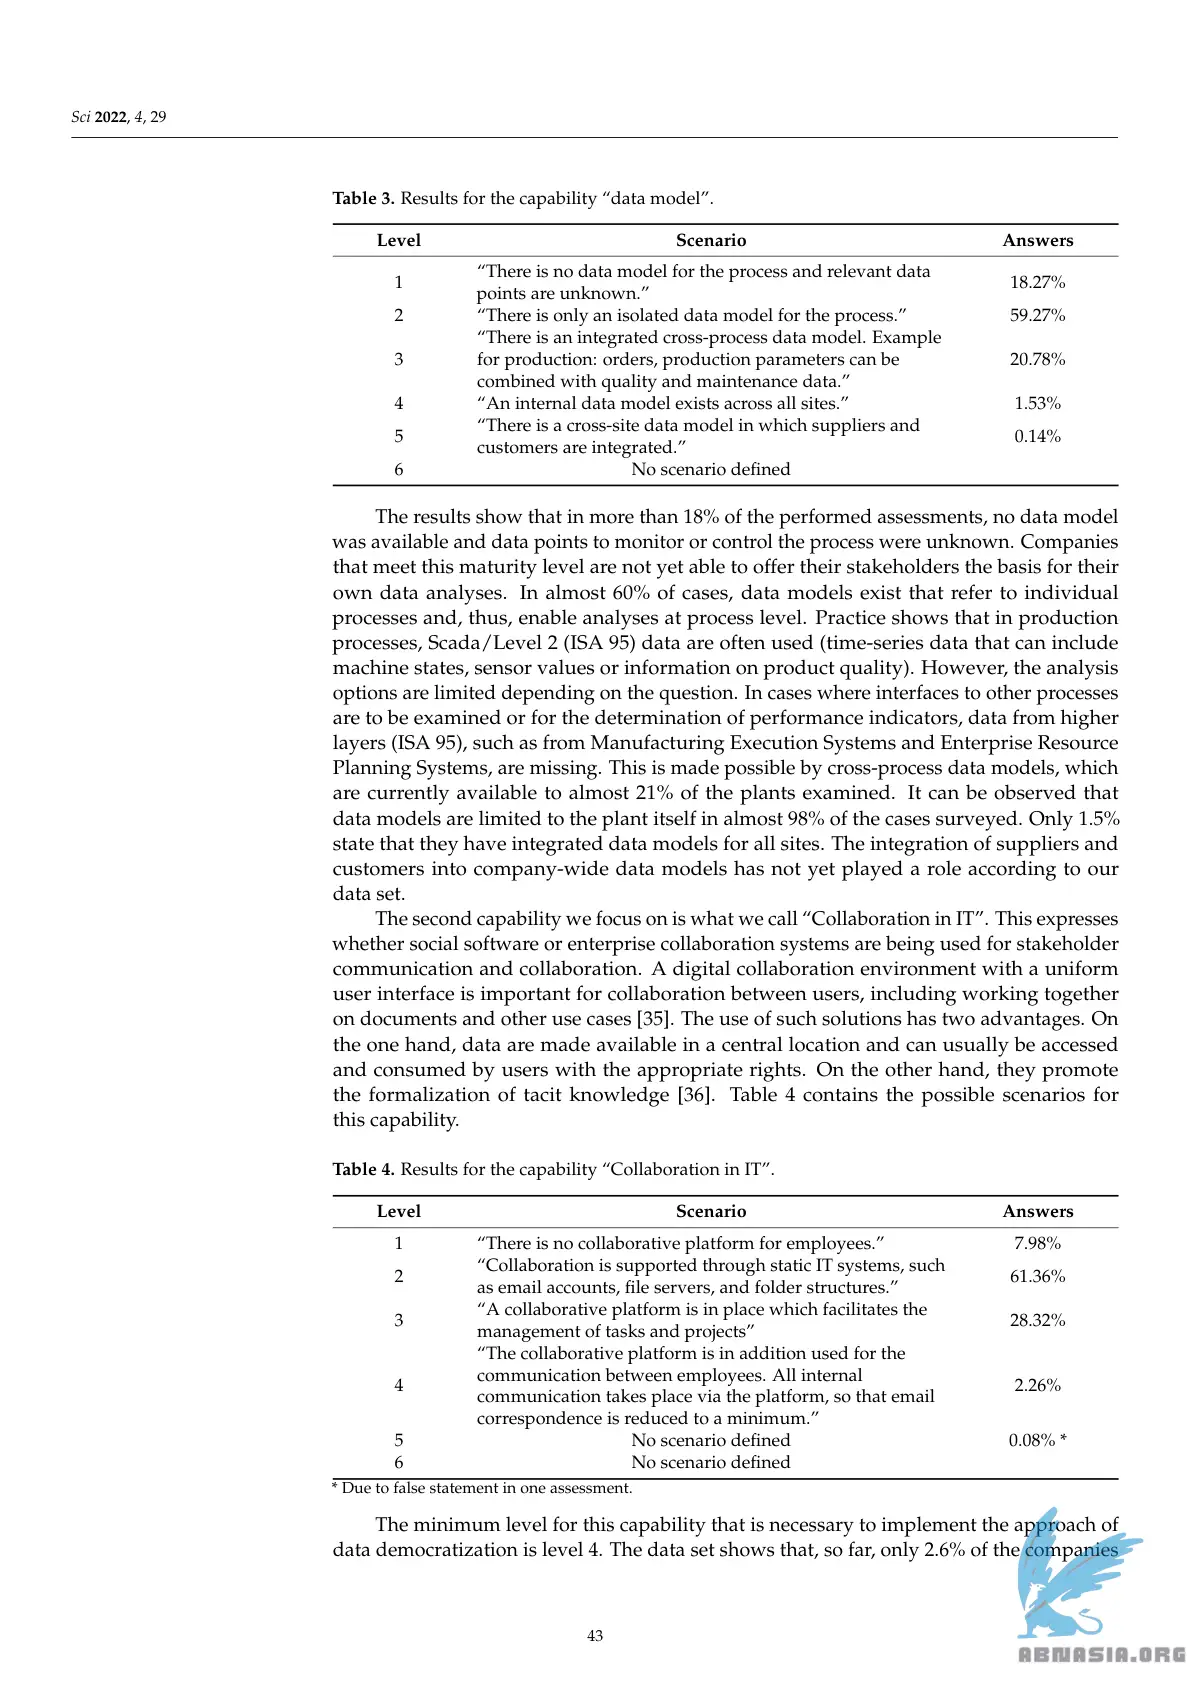 Sci 2022, 4, 29
Table 3. Results for the capability “data model”.
Level Scenario Answers
1 “There is no data model for the process and relevant data points are unknown.” 18.27%
2 “There is only an isolated data model for the process.” 59.27%
3 “There is an integrated cross-process data model. Example for production: orders, production parameters can be combined with quality and maintenance data.” 20.78%
4 “An internal data model exists across all sites.” 1.53%
5 “There is a cross-site data model in which suppliers and customers are integrated.” 0.14%
6 No scenario defined
The results show that in more than 18% of the performed assessments, no data model
was available and data points to monitor or control the process were unknown. Companies
that meet this maturity level are not yet able to offer their stakeholders the basis for their
own data analyses. In almost 60% of cases, data models exist that refer to individual
processes and, thus, enable analyses at process level. Practice shows that in production
processes, Scada/Level 2 (ISA 95) data are often used (time-series data that can include
machine states, sensor values or information on product quality). However, the analysis
options are limited depending on the question. In cases where interfaces to other processes
are to be examined or for the determination of performance indicators, data from higher
layers (ISA 95), such as from Manufacturing Execution Systems and Enterprise Resource
Planning Systems, are missing. This is made possible by cross-process data models, which
are currently available to almost 21% of the plants examined. It can be observed that
data models are limited to the plant itself in almost 98% of the cases surveyed. Only 1.5%
state that they have integrated data models for all sites. The integration of suppliers and
customers into company-wide data models has not yet played a role according to our
data set.
The second capability we focus on is what we call “Collaboration in IT”. This expresses
whether social software or enterprise collaboration systems are being used for stakeholder
communication and collaboration. A digital collaboration environment with a uniform
user interface is important for collaboration between users, including working together
on documents and other use cases [35]. The use of such solutions has two advantages. On
the one hand, data are made available in a central location and can usually be accessed
and consumed by users with the appropriate rights. On the other hand, they promote
the formalization of tacit knowledge [36]. Table 4 contains the possible scenarios for
this capability.
Table 4. Results for the capability “Collaboration in IT”.
Level Scenario Answers
1 “There is no collaborative platform for employees.” 7.98%
2 “Collaboration is supported through static IT systems, such as email accounts, file servers, and folder structures.” 61.36%
3 “A collaborative platform is in place which facilitates the management of tasks and projects” 28.32%
4 “The collaborative platform is in addition used for the communication between employees. All internal communication takes place via the platform, so that email correspondence is reduced to a minimum.” 2.26%
5 No scenario defined 0.08% *
6 No scenario defined
* Due to false statement in one assessment.
The minimum level for this capability that is necessary to implement the approach of
data democratization is level 4. The data set shows that, so far, only 2.6% of the companies
43
ABNASIA.ORG